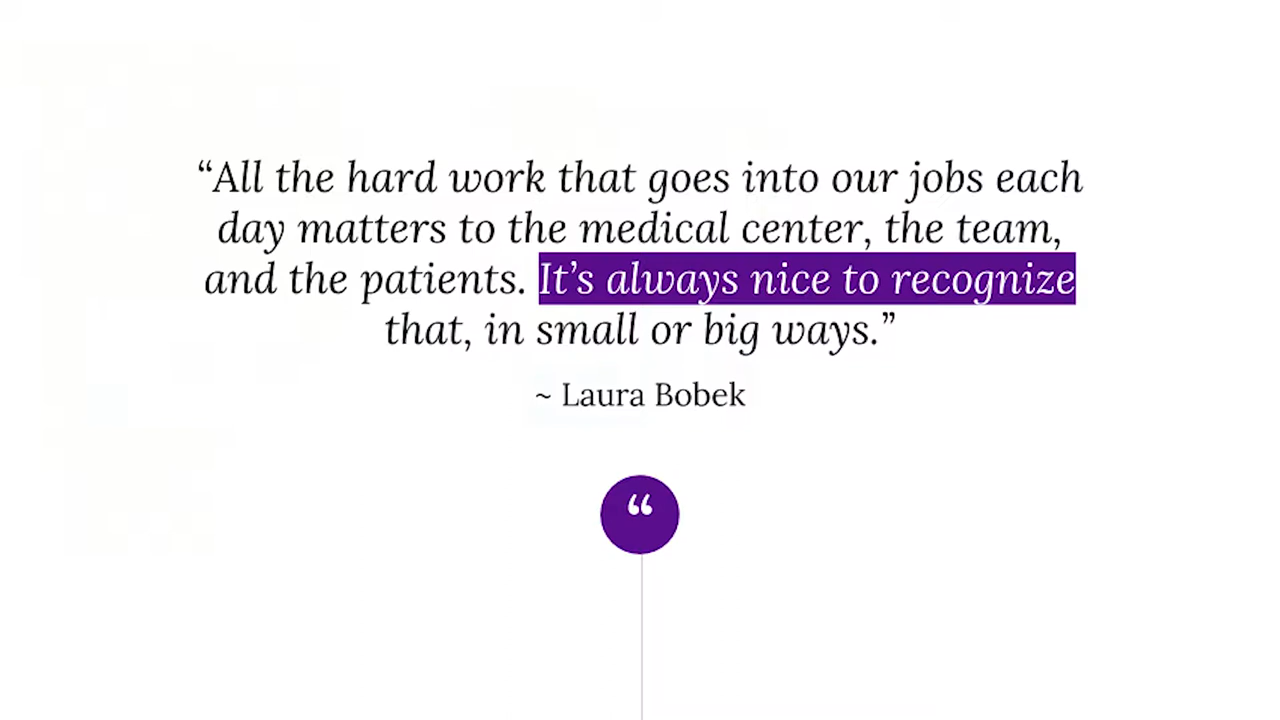 “All the hard work that goes into our jobs each
day matters to the medical center, the team,
and the patients. It’s always nice to recognize
that, in small or big ways.”
~ Laura Bobek
“